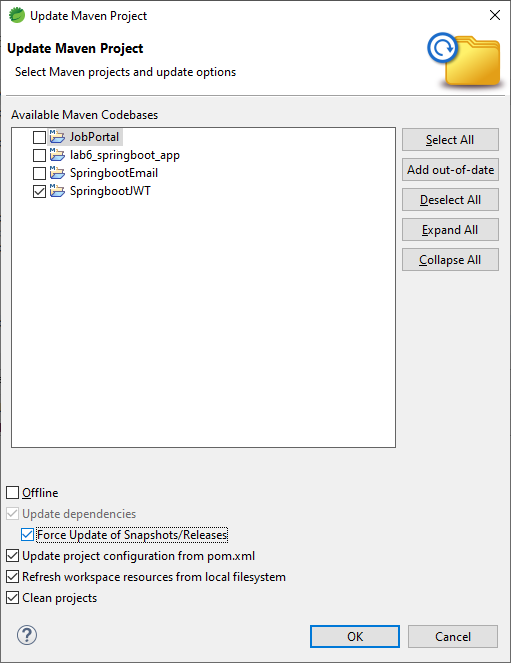 Update Maven Project
Update Maven Project
Select Maven projects and update options
Available Maven Codebases
JobPortal
lab6_springboot_app
SpringbootEmail
SpringbootJWT
Select All
Add out-of-date
Deselect All
Expand All
Collapse All
Offline
Update dependencies
Force Update of Snapshots/Releases
Update project configuration from pom.xml
Refresh workspace resources from local filesystem
Clean projects
?
OK
Cancel